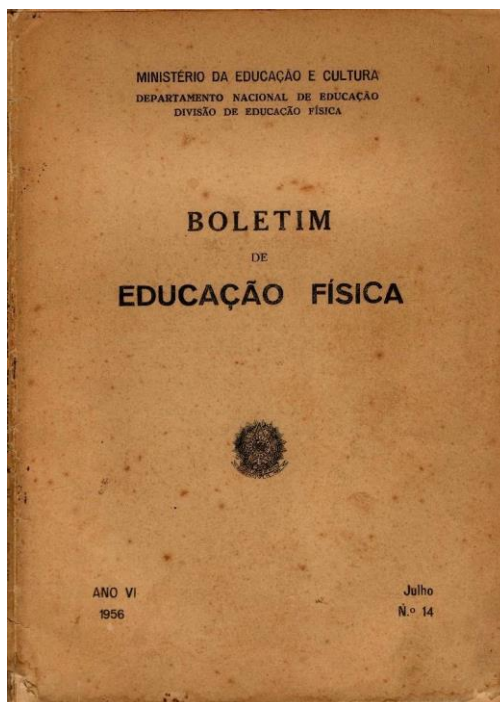 MINISTÉRIO DA EDUCAÇÃO E CULTURA
DEPARTAMENTO NACIONAL DE EDUCAÇÃO
DIVISÃO DE EDUCAÇÃO FÍSICA
BOLETIM
DE
EDUCAÇÃO FÍSICA
ANO VI
1956
Julho
N.º 14